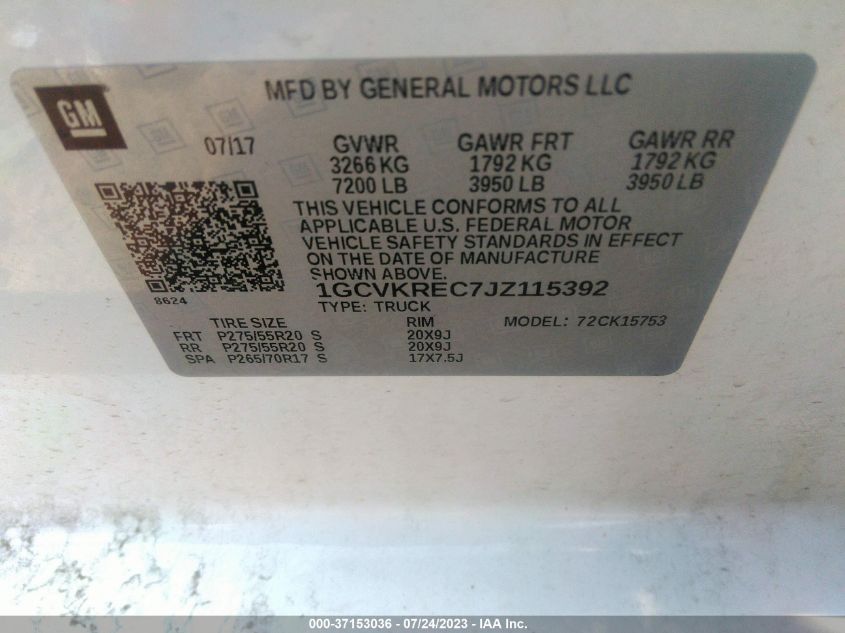 MFD BY GENERAL MOTORS LLC
GM
07/17 GVWR GAWR FRT GAWR RR
3266 KG 1792 KG 1792 KG
7200 LB 3950 LB 3950 LB
THIS VEHICLE CONFORMS TO ALL
APPLICABLE U.S. FEDERAL MOTOR
VEHICLE SAFETY STANDARDS IN EFFECT
ON THE DATE OF MANUFACTURE
SHOWN ABOVE.
8624
1GCVKREC7JZ115392
TYPE: TRUCK
TIRE SIZE RIM MODEL: 72CK15753
FRT P275/55R20 S 20X9J
RR P275/55R20 S 20X9J
SPA P265/70R17 S 17X7.5J
000-37153036 - 07/24/2023 - IAA Inc.